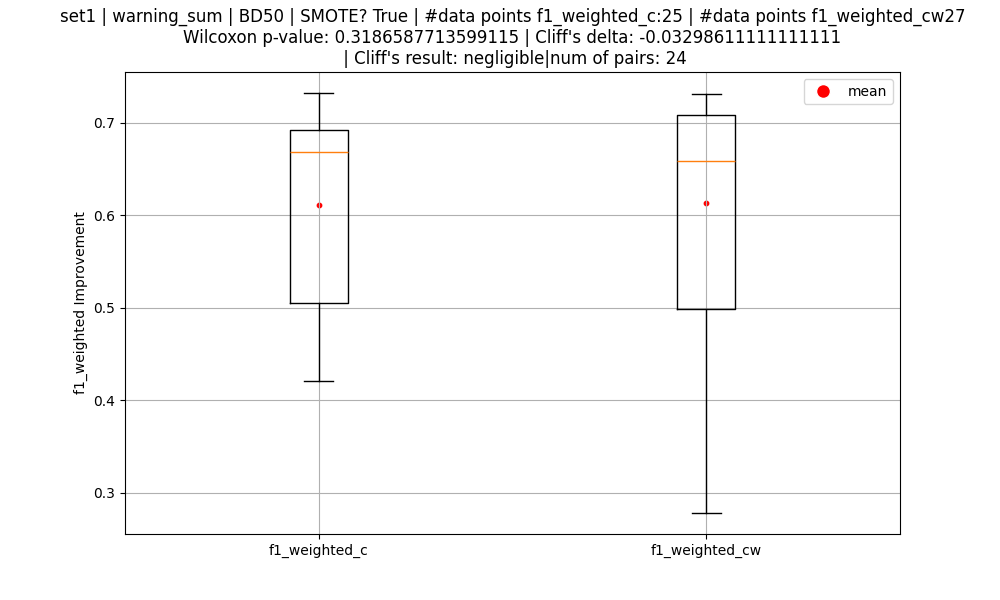 set1 | warning_sum | BD50 | SMOTE? True | #data points f1_weighted_c:25 | #data points f1_weighted_cw27
Wilcoxon p-value: 0.3186587713599115 | Cliff's delta: -0.03298611111111111
| Cliff's result: negligible|num of pairs: 24
mean
0.7
0.6
0.5
0.4
0.3
f1_weighted Improvement
f1_weighted_c
f1_weighted_cw